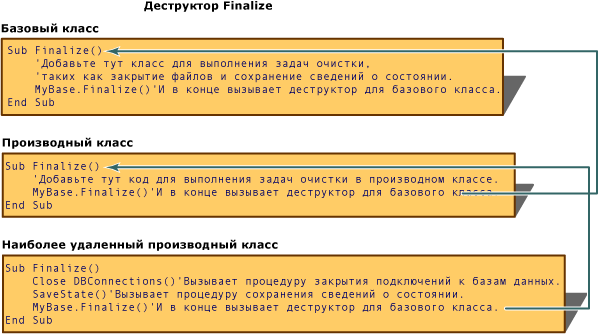 Деструктор Finalize
Базовый класс
Sub Finalize()
'Добавьте тут класс для выполнения задач очистки,
'таких как закрытие файлов и сохранение сведений о состоянии.
MyBase.Finalize()'И в конце вызывает деструктор для базового класса.
End Sub
Производный класс
Sub Finalize()
'Добавьте тут код для выполнения задач очистки в производном классе.
MyBase.Finalize()'И в конце вызывает деструктор для базового класса.
End Sub
Наиболее удаленный производный класс
Sub Finalize()
Close DBConnections()'Вызывает процедуру закрытия подключений к базам данных.
SaveState()'Вызывает процедуру сохранения сведений о состоянии.
MyBase.Finalize()'И в конце вызывает деструктор для базового класса.
End Sub